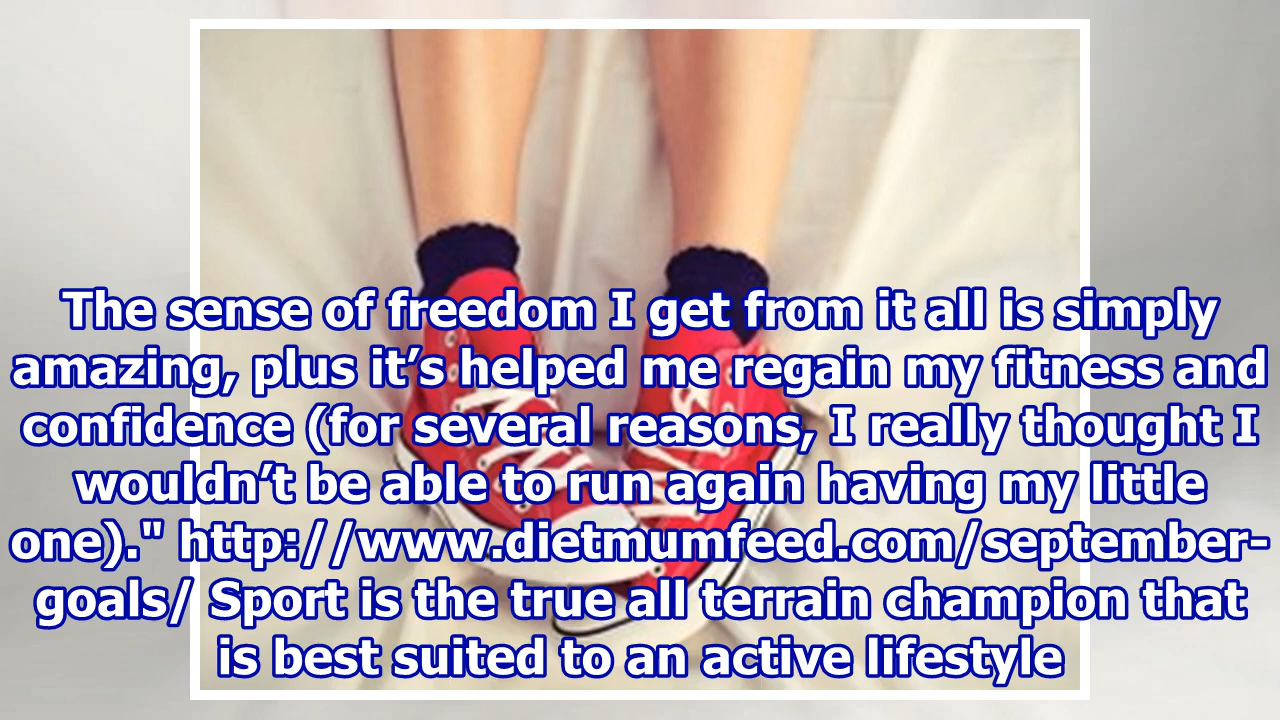 The sense of freedom I get from it all is simply
amazing, plus it’s helped me regain my fitness and
confidence (for several reasons, I really thought I
wouldn’t be able to run again having my little
one)." http://www.dietmumfeed.com/september-
goals/ Sport is the true all terrain champion that
is best suited to an active lifestyle